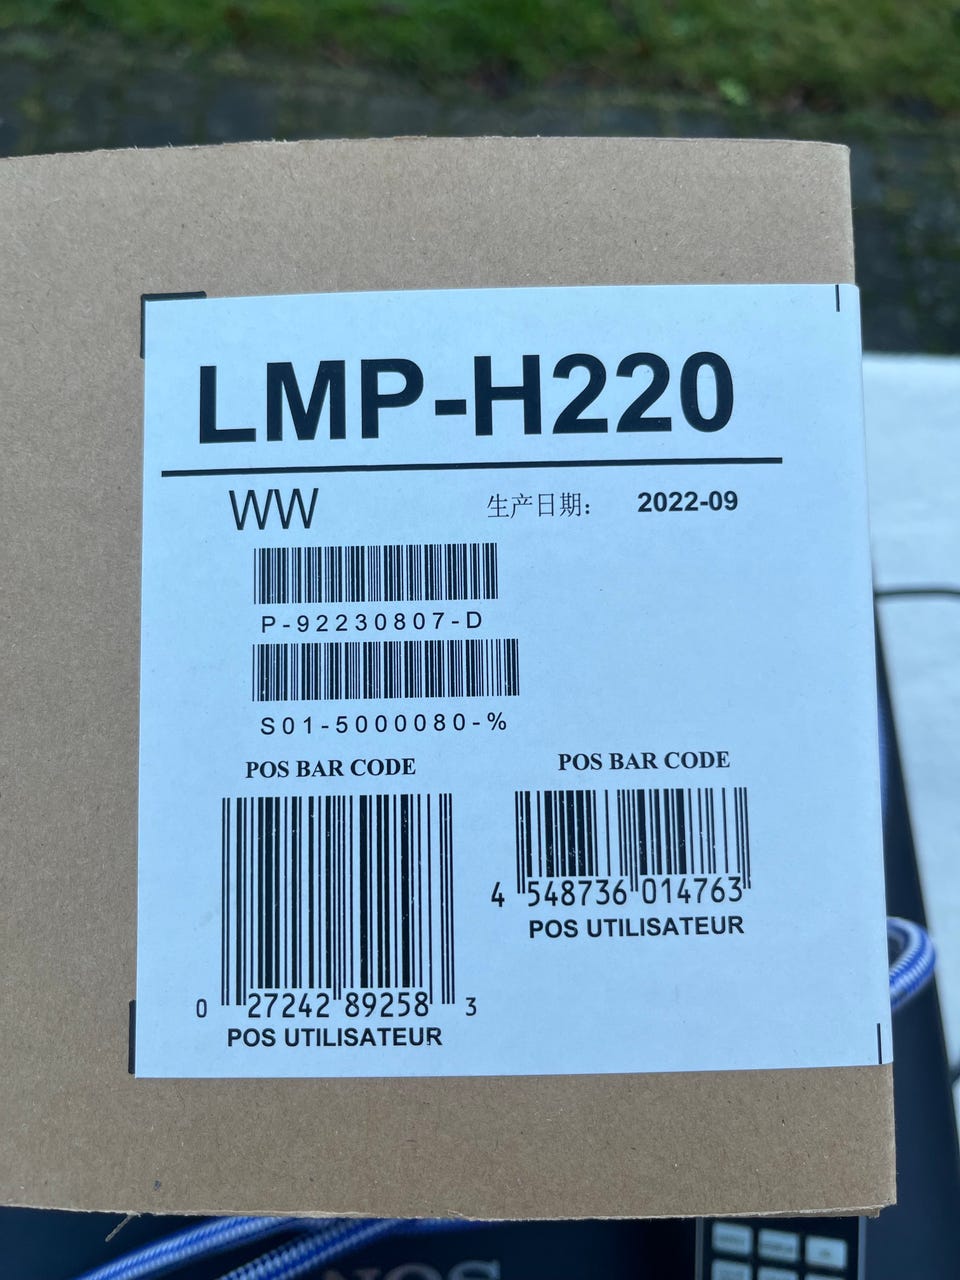 LMP-H220
WW
生产日期: 2022-09
P-92230807-D
S01-5000080-%
POS BAR CODE
0 27242 89258 3
POS UTILISATEUR
POS BAR CODE
4 548736 014763
POS UTILISATEUR